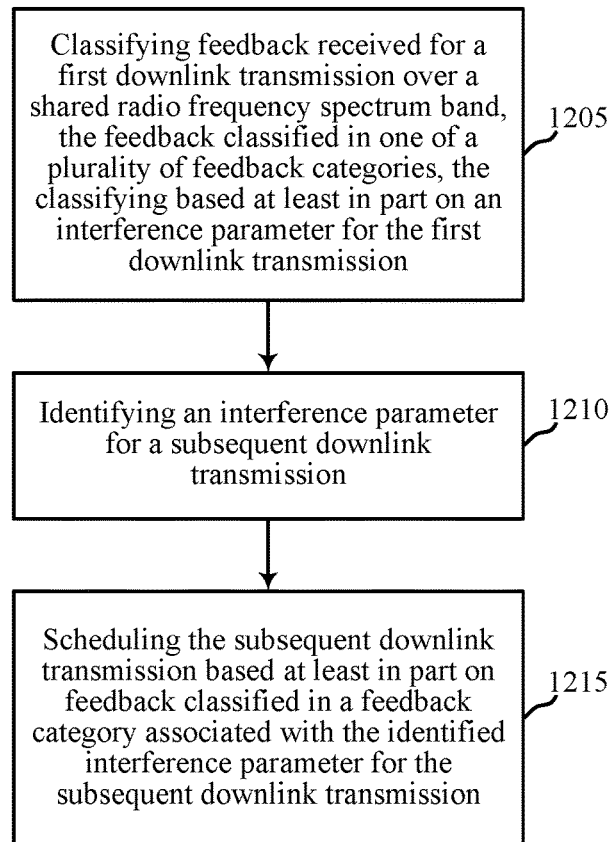 Classifying feedback received for a
first downlink transmission over a
shared radio frequency spectrum band,
the feedback classified in one of a
plurality of feedback categories, the
classifying based at least in part on an
interference parameter for the first
downlink transmission
1205
Identifying an interference parameter
for a subsequent downlink
transmission
1210
Scheduling the subsequent downlink
transmission based at least in part on
feedback classified in a feedback
category associated with the identified
interference parameter for the
subsequent downlink transmission
1215